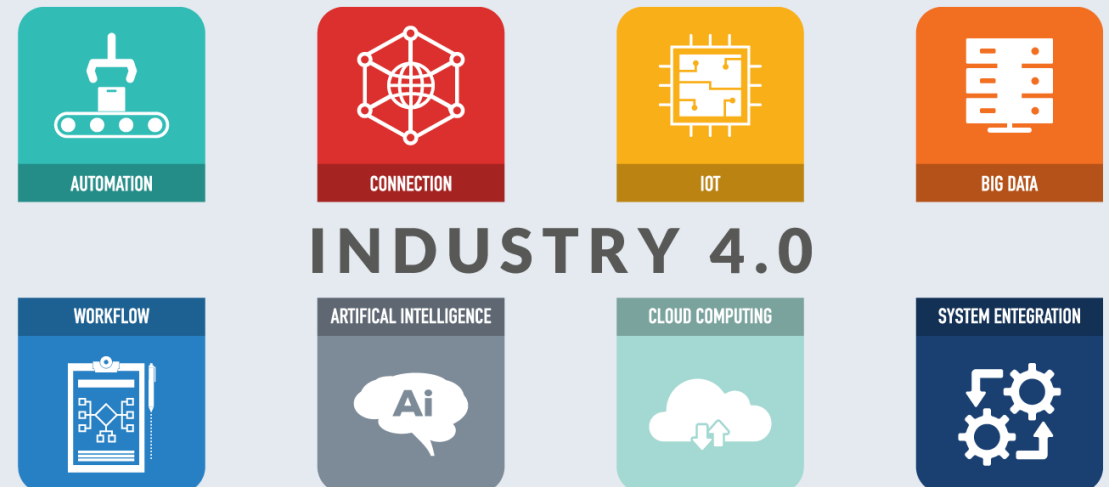 AUTOMATION
CONNECTION
IOT
BIG DATA
INDUSTRY 4.0
WORKFLOW
ARTIFICAL INTELLIGENCE
CLOUD COMPUTING
SYSTEM ENTEGRATION
Ai